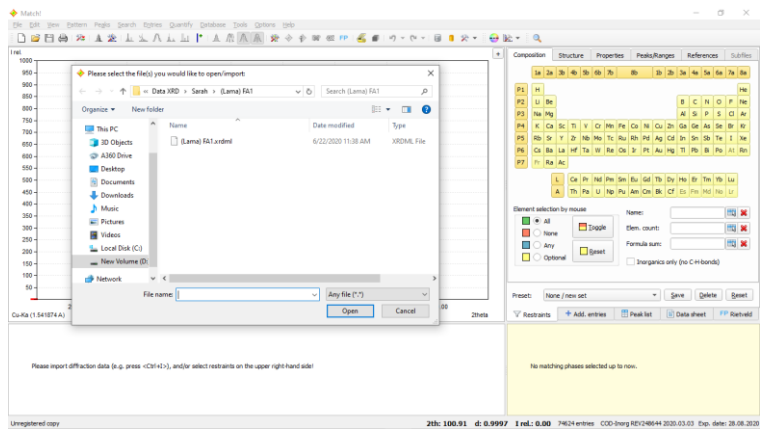 Match!
File Edit View Pattern Peaks Search Entries Quantify Database Tools Options Help
I rel.
Composition Structure Properties Peaks/Ranges References Subfiles
1000
950
900
850
800
750
700
650
600
550
500
450
400
350
300
250
200
150
100
50
Cu-Ka (1.541874 A)
2theta
Please select the file(s) you would like to open/import:
« Data XRD › Sarah › (Lama) FA1
Search (Lama) FA1
Organize New folder
Name Date modified Type
This PC
3D Objects
A360 Drive
Desktop
Documents
Downloads
Music
Pictures
Videos
Local Disk (C:)
New Volume (D:
Network
(Lama) FA1.xrdml 6/22/2020 11:38 AM XRDML File
File name: Any file (*.*)
Open Cancel
1a 2a 3b 4b 5b 6b 7b 8b 1b 2b 3a 4a 5a 6a 7a 8a
P1 H He
P2 Li Be B C N O F Ne
P3 Na Mg Al Si P S Cl Ar
P4 K Ca Sc Ti V Cr Mn Fe Co Ni Cu Zn Ga Ge As Se Br Kr
P5 Rb Sr Y Zr Nb Mo Tc Ru Rh Pd Ag Cd In Sn Sb Te I Xe
P6 Cs Ba La Hf Ta W Re Os Ir Pt Au Hg Tl Pb Bi Po At Rn
P7 Fr Ra Ac
L Ce Pr Nd Pm Sm Eu Gd Tb Dy Ho Er Tm Yb Lu
A Th Pa U Np Pu Am Cm Bk Cf Es Fm Md No Lr
Element selection by mouse
All
None
Any
Optional
Toggle
Reset
Name:
Elem. count:
Formula sum:
Inorganics only (no C-H-bonds)
Preset: None / new set Save Delete Reset
Restraints Add. entries Peak list Data sheet FP Rietveld
Please import diffraction data (e.g. press <Ctrl+I>), and/or select restraints on the upper right-hand side!
No matching phases selected up to now.
Unregistered copy 2th: 100.91 d: 0.9997 I rel.: 0.00 74624 entries COD-Inorg REV248644 2020.03.03 Exp. date: 28.08.2020